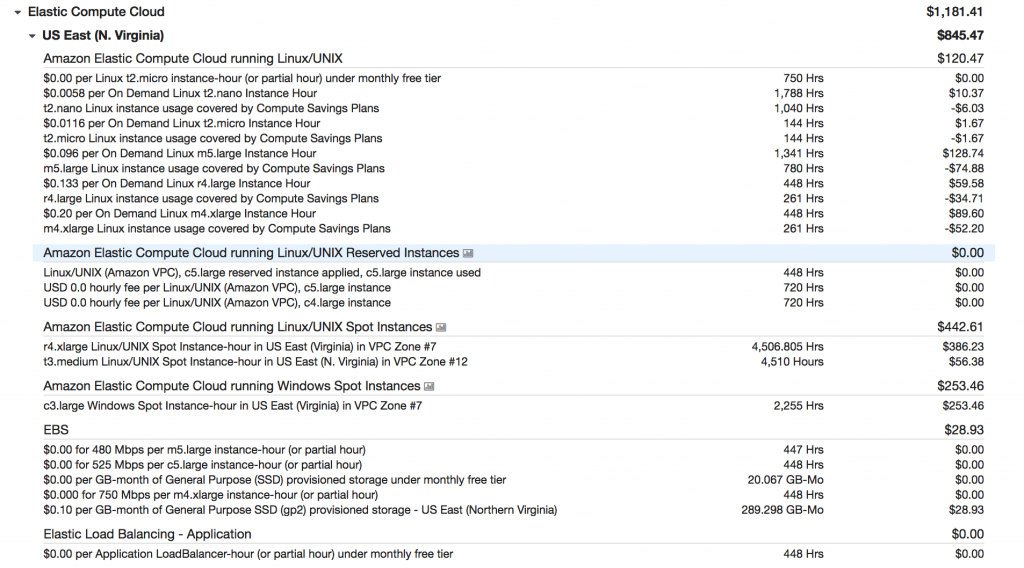 Elastic Compute Cloud $1,181.41
US East (N. Virginia) $845.47
Amazon Elastic Compute Cloud running Linux/UNIX $120.47
$0.00 per Linux t2.micro instance-hour (or partial hour) under monthly free tier 750 Hrs $0.00
$0.0058 per On Demand Linux t2.nano Instance Hour 1,788 Hrs $10.37
t2.nano Linux instance usage covered by Compute Savings Plans 1,040 Hrs -$6.03
$0.0116 per On Demand Linux t2.micro Instance Hour 144 Hrs $1.67
t2.micro Linux instance usage covered by Compute Savings Plans 144 Hrs -$1.67
$0.096 per On Demand Linux m5.large Instance Hour 1,341 Hrs $128.74
m5.large Linux instance usage covered by Compute Savings Plans 780 Hrs -$74.88
$0.133 per On Demand Linux r4.large Instance Hour 448 Hrs $59.58
r4.large Linux instance usage covered by Compute Savings Plans 261 Hrs -$34.71
$0.20 per On Demand Linux m4.xlarge Instance Hour 448 Hrs $89.60
m4.xlarge Linux instance usage covered by Compute Savings Plans 261 Hrs -$52.20
Amazon Elastic Compute Cloud running Linux/UNIX Reserved Instances $0.00
Linux/UNIX (Amazon VPC), c5.large reserved instance applied, c5.large instance used 448 Hrs $0.00
USD 0.0 hourly fee per Linux/UNIX (Amazon VPC), c5.large instance 720 Hrs $0.00
USD 0.0 hourly fee per Linux/UNIX (Amazon VPC), c4.large instance 720 Hrs $0.00
Amazon Elastic Compute Cloud running Linux/UNIX Spot Instances $442.61
r4.xlarge Linux/UNIX Spot Instance-hour in US East (Virginia) in VPC Zone #7 4,506.805 Hrs $386.23
t3.medium Linux/UNIX Spot Instance-hour in US East (N. Virginia) in VPC Zone #12 4,510 Hours $56.38
Amazon Elastic Compute Cloud running Windows Spot Instances $253.46
c3.large Windows Spot Instance-hour in US East (Virginia) in VPC Zone #7 2,255 Hrs $253.46
EBS $28.93
$0.00 for 480 Mbps per m5.large instance-hour (or partial hour) 447 Hrs $0.00
$0.00 for 525 Mbps per c5.large instance-hour (or partial hour) 448 Hrs $0.00
$0.00 per GB-month of General Purpose (SSD) provisioned storage under monthly free tier 20.067 GB-Mo $0.00
$0.000 for 750 Mbps per m4.xlarge instance-hour (or partial hour) 448 Hrs $0.00
$0.10 per GB-month of General Purpose SSD (gp2) provisioned storage - US East (Northern Virginia) 289.298 GB-Mo $28.93
Elastic Load Balancing - Application $0.00
$0.00 per Application LoadBalancer-hour (or partial hour) under monthly free tier 448 Hrs $0.00